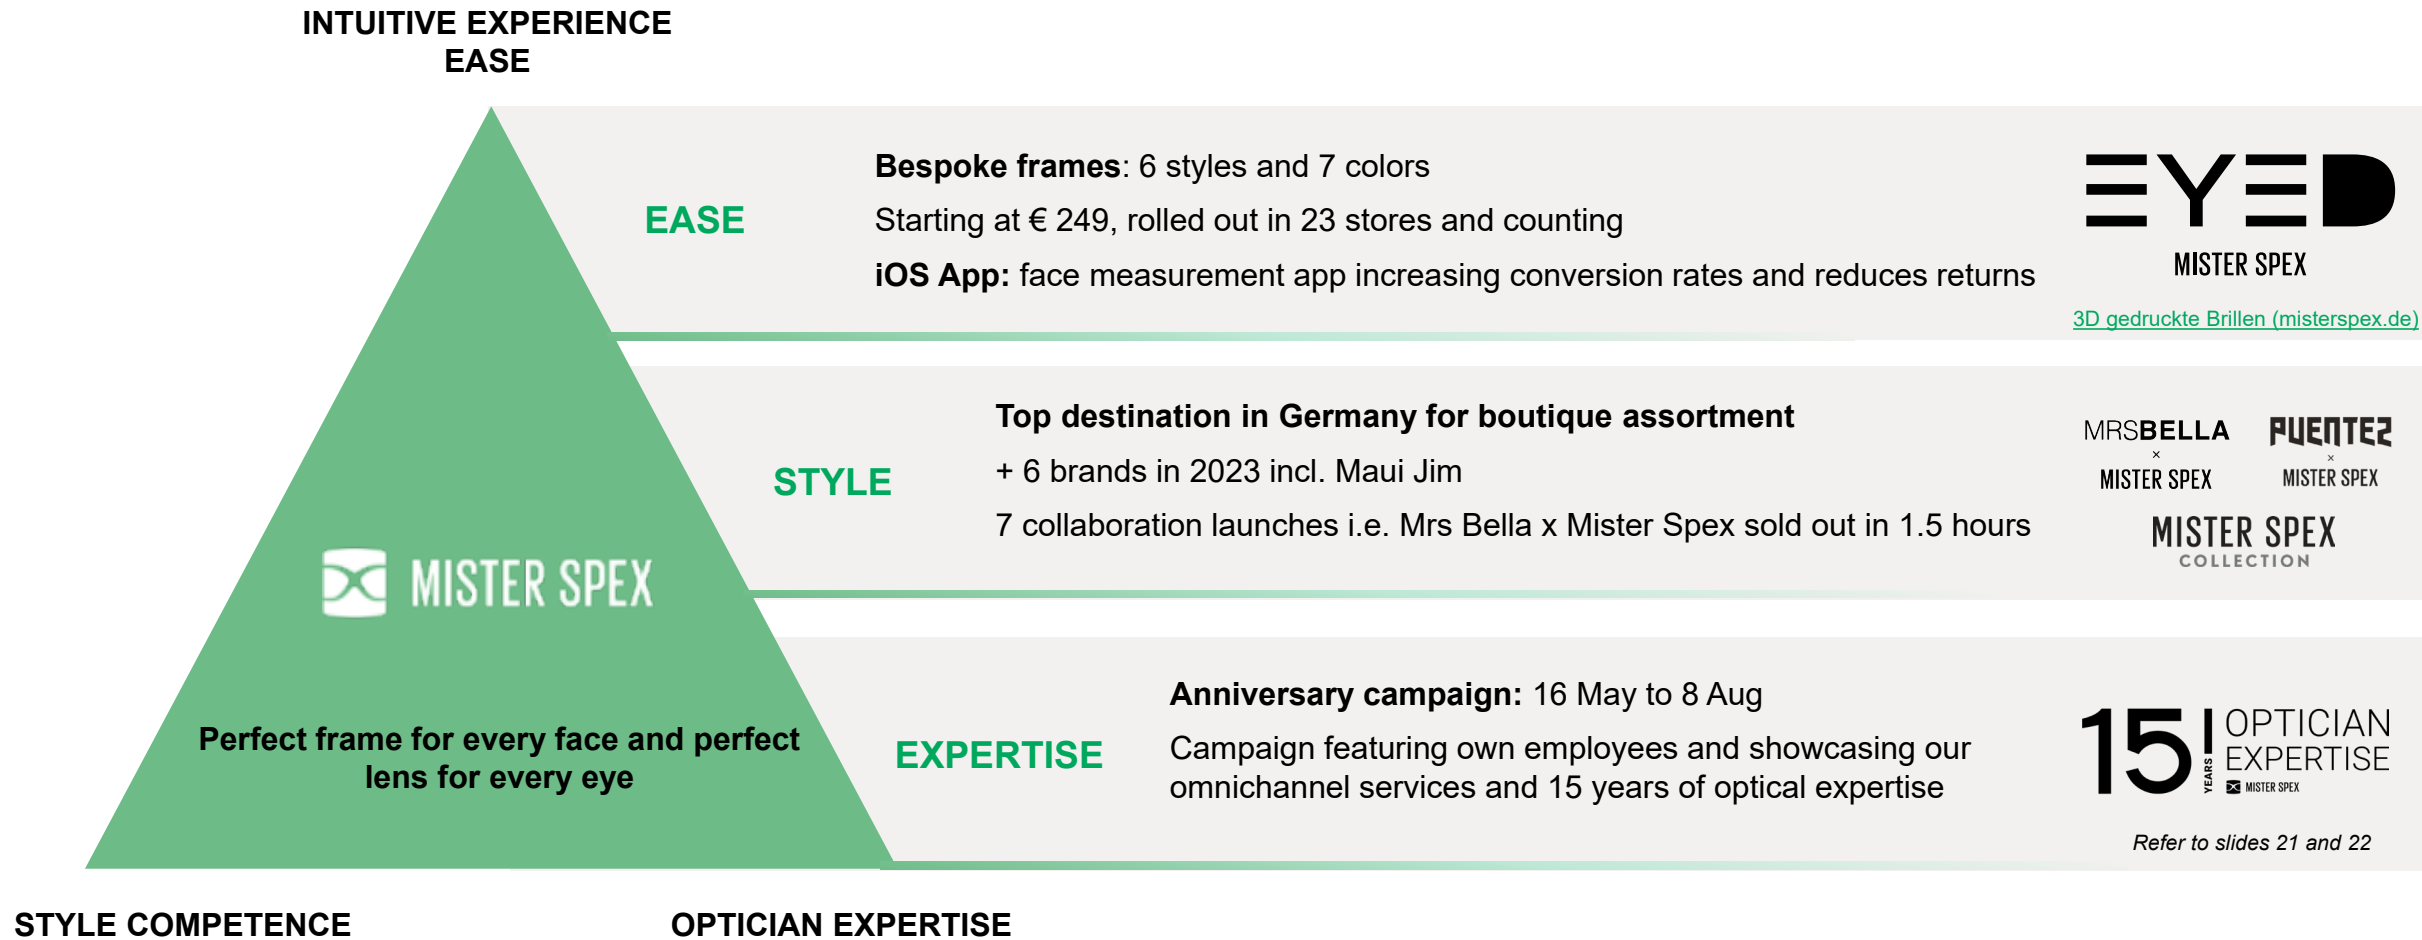 INTUITIVE EXPERIENCE
EASE
EASE
Bespoke frames: 6 styles and 7 colors
Starting at € 249, rolled out in 23 stores and counting
iOS App: face measurement app increasing conversion rates and reduces returns
EYED
MISTER SPEX
3D gedruckte Brillen (misterspex.de)
STYLE
Top destination in Germany for boutique assortment
+ 6 brands in 2023 incl. Maui Jim
7 collaboration launches i.e. Mrs Bella x Mister Spex sold out in 1.5 hours
MRSBELLA
×
MISTER SPEX
PUENTEZ
×
MISTER SPEX
MISTER SPEX
COLLECTION
MISTER SPEX
Perfect frame for every face and perfect
lens for every eye
EXPERTISE
Anniversary campaign: 16 May to 8 Aug
Campaign featuring own employees and showcasing our
omnichannel services and 15 years of optical expertise
15 YEARS
OPTICIAN
EXPERTISE
MISTER SPEX
Refer to slides 21 and 22
STYLE COMPETENCE
OPTICIAN EXPERTISE